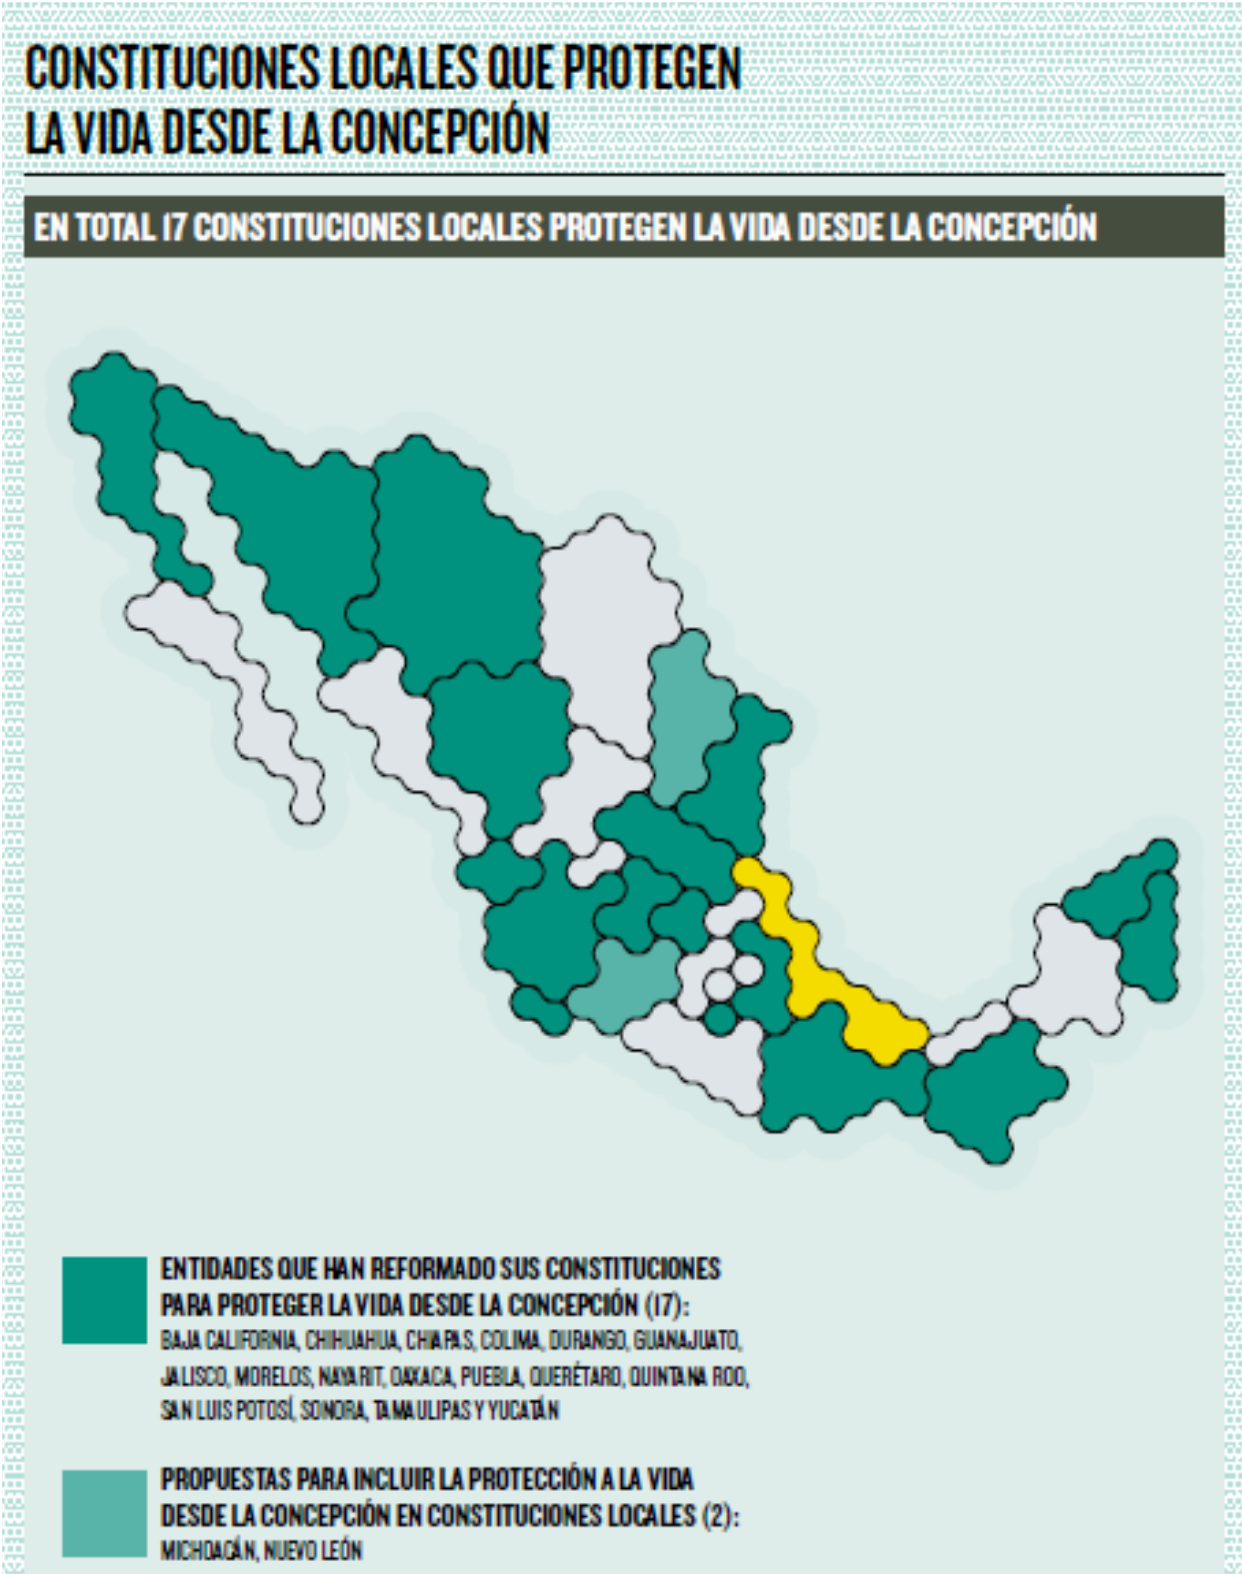 CONSTITUCIONES LOCALES QUE PROTEGEN
LA VIDA DESDE LA CONCEPCIÓN
EN TOTAL 17 CONSTITUCIONES LOCALES PROTEGEN LA VIDA DESDE LA CONCEPCIÓN
ENTIDADES QUE HAN REFORMADO SUS CONSTITUCIONES
PARA PROTEGER LA VIDA DESDE LA CONCEPCIÓN (17):
BAJA CALIFORNIA, CHIHUAHUA, CHIAPAS, COLIMA, DURANGO, GUANAJUATO,
JALISCO, MORELOS, NAYARIT, OAXACA, PUEBLA, QUERÉTARO, QUINTANA ROO,
SAN LUIS POTOSÍ, SONORA, TAMAULIPAS Y YUCATÁN
PROPUESTAS PARA INCLUIR LA PROTECCIÓN A LA VIDA
DESDE LA CONCEPCIÓN EN CONSTITUCIONES LOCALES (2):
MICHOACÁN, NUEVO LEÓN